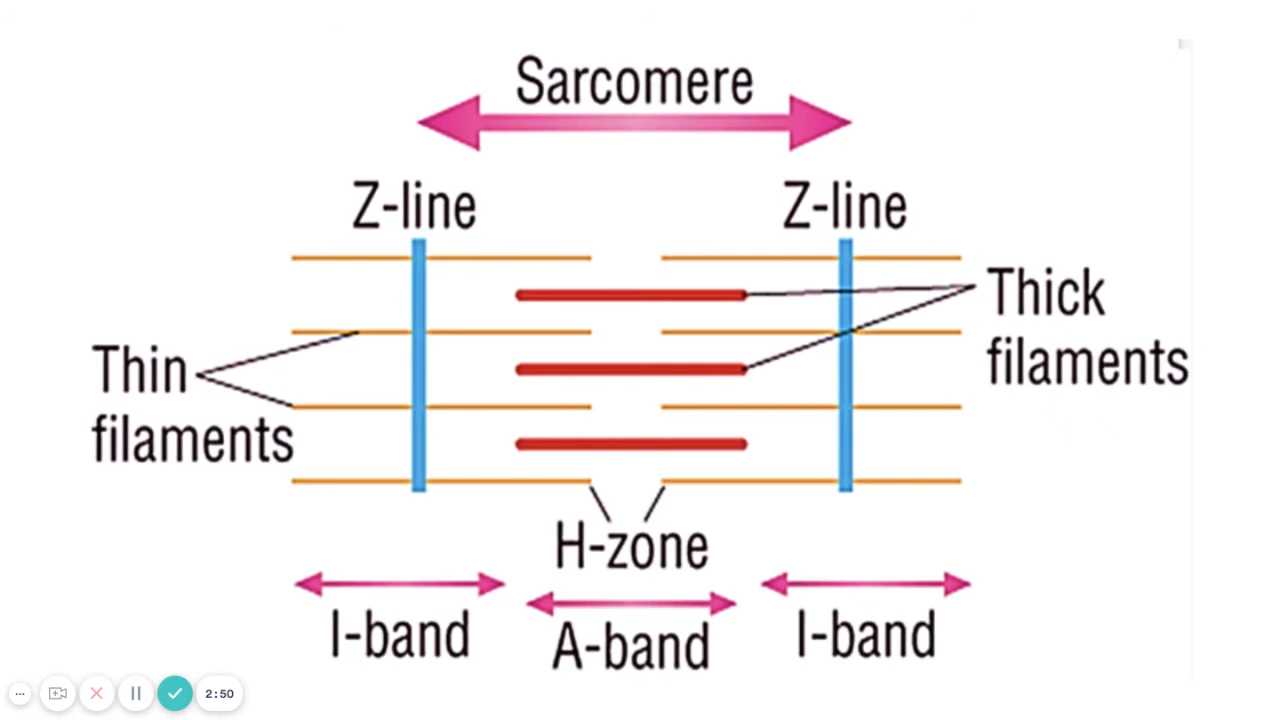 Sarcomere
Z-line
Z-line
Thick
filaments
Thin
filaments
H-zone
I-band
A-band
I-band
2:50